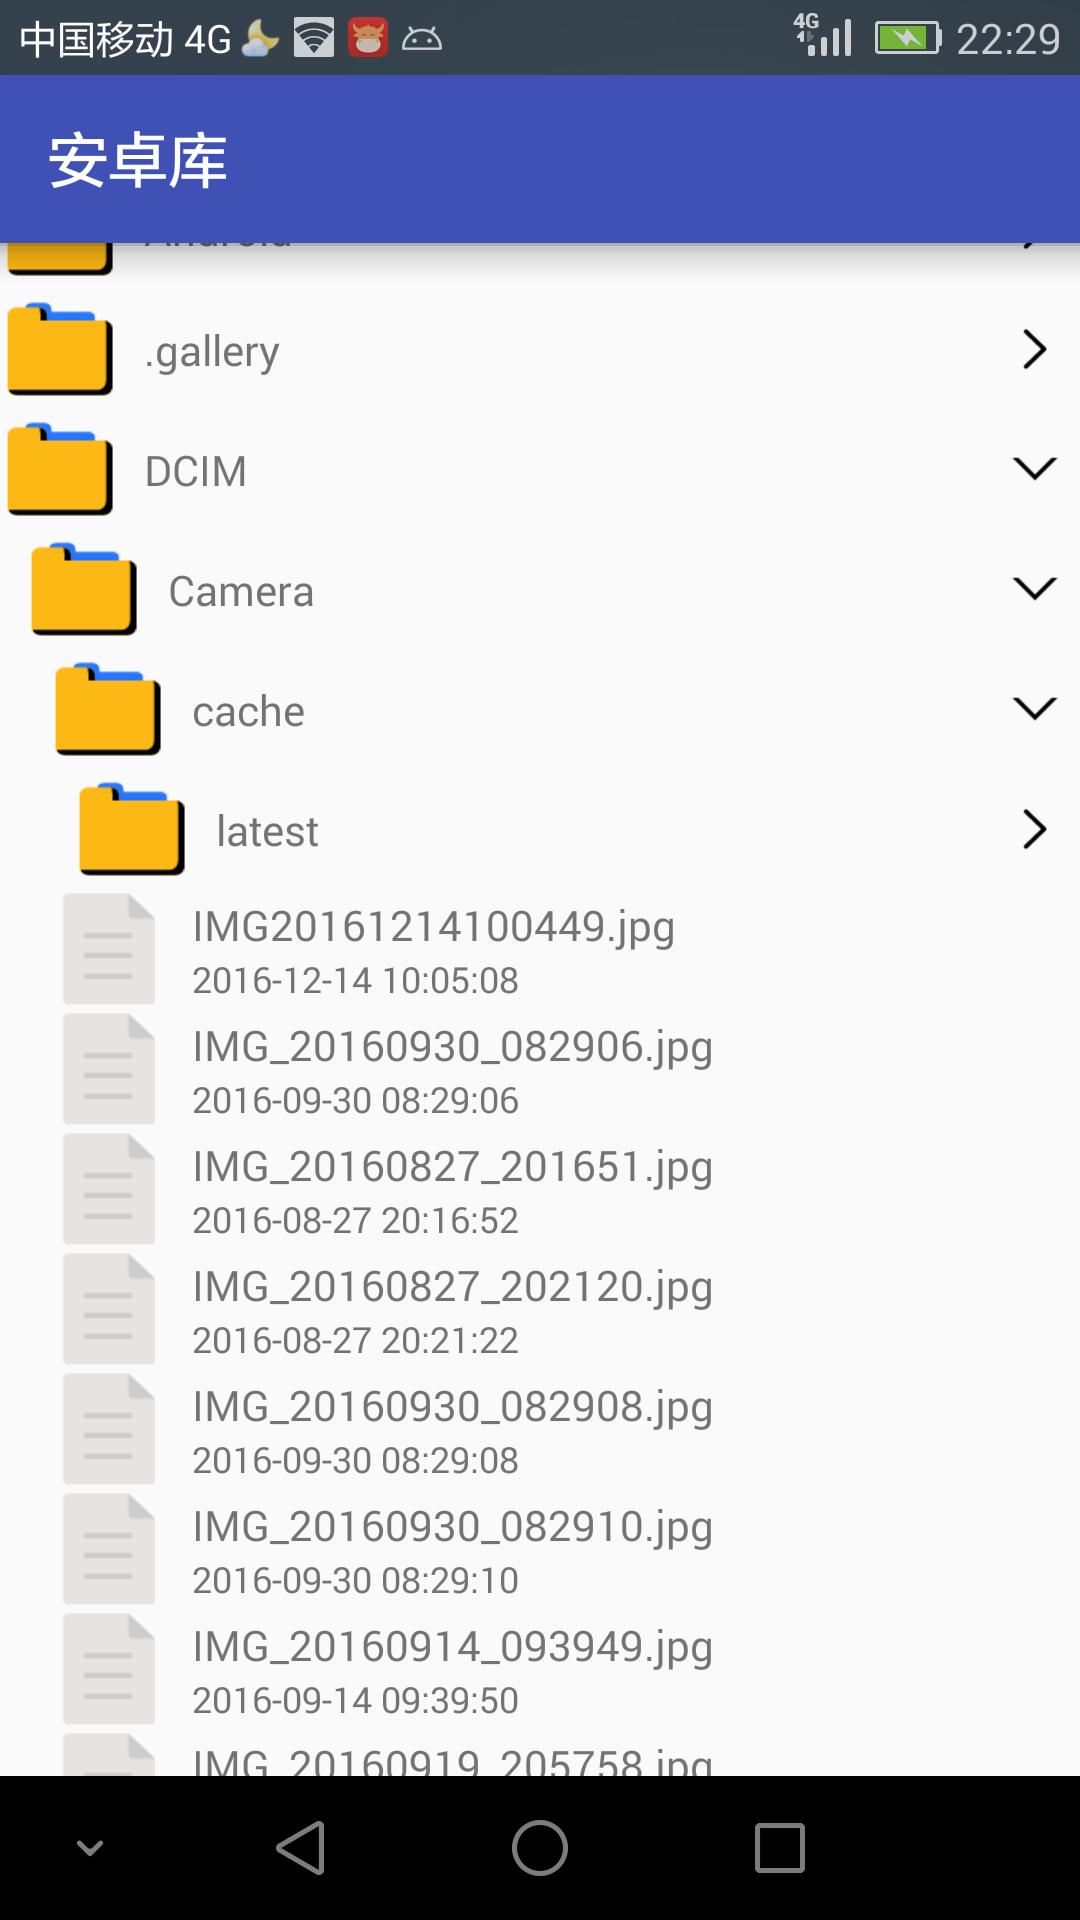 中国移动 4G
4G
22:29
安卓库
Android
.gallery
DCIM
Camera
cache
latest
IMG20161214100449.jpg
2016-12-14 10:05:08
IMG_20160930_082906.jpg
2016-09-30 08:29:06
IMG_20160827_201651.jpg
2016-08-27 20:16:52
IMG_20160827_202120.jpg
2016-08-27 20:21:22
IMG_20160930_082908.jpg
2016-09-30 08:29:08
IMG_20160930_082910.jpg
2016-09-30 08:29:10
IMG_20160914_093949.jpg
2016-09-14 09:39:50
IMG_20160919_205758.jpg